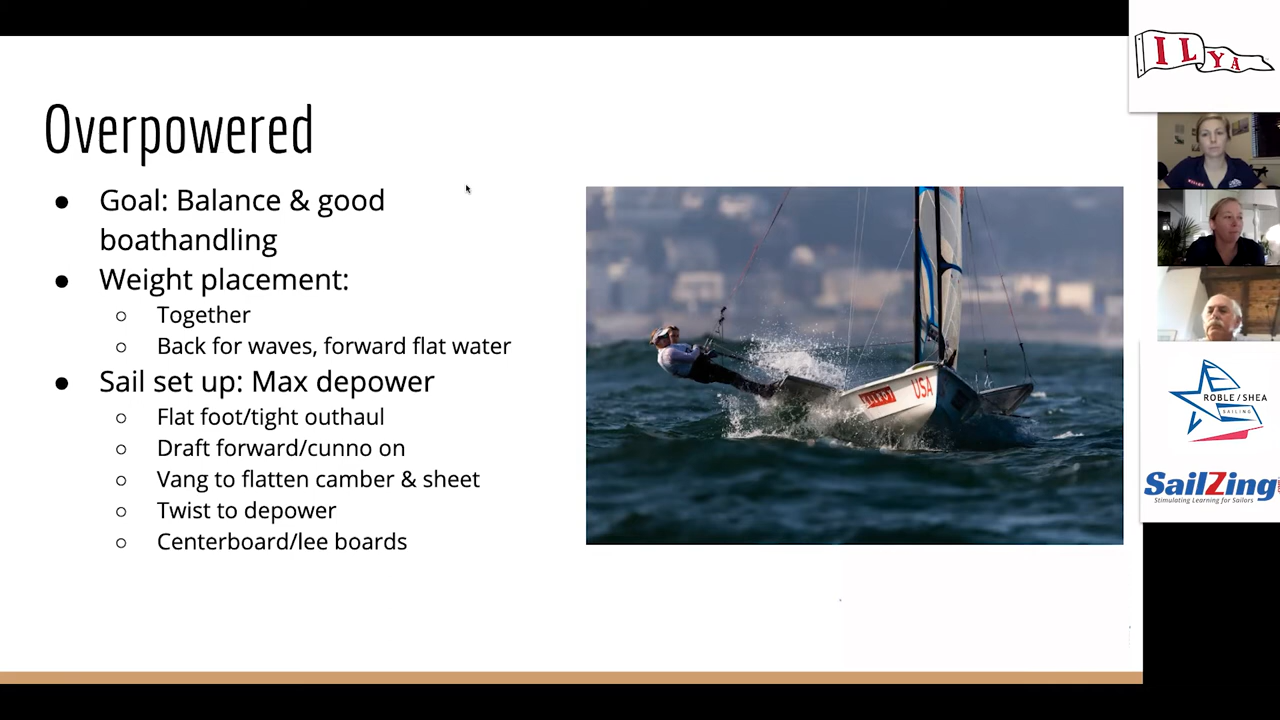 Overpowered
● Goal: Balance & good
boathandling
● Weight placement:
○ Together
○ Back for waves, forward flat water
● Sail set up: Max depower
○ Flat foot/tight outhaul
○ Draft forward/cunno on
○ Vang to flatten camber & sheet
○ Twist to depower
○ Centerboard/lee boards
USA
ILYA
ROBLE/SHEA
SAILING
SailZing
Stimulating Learning for Sailors